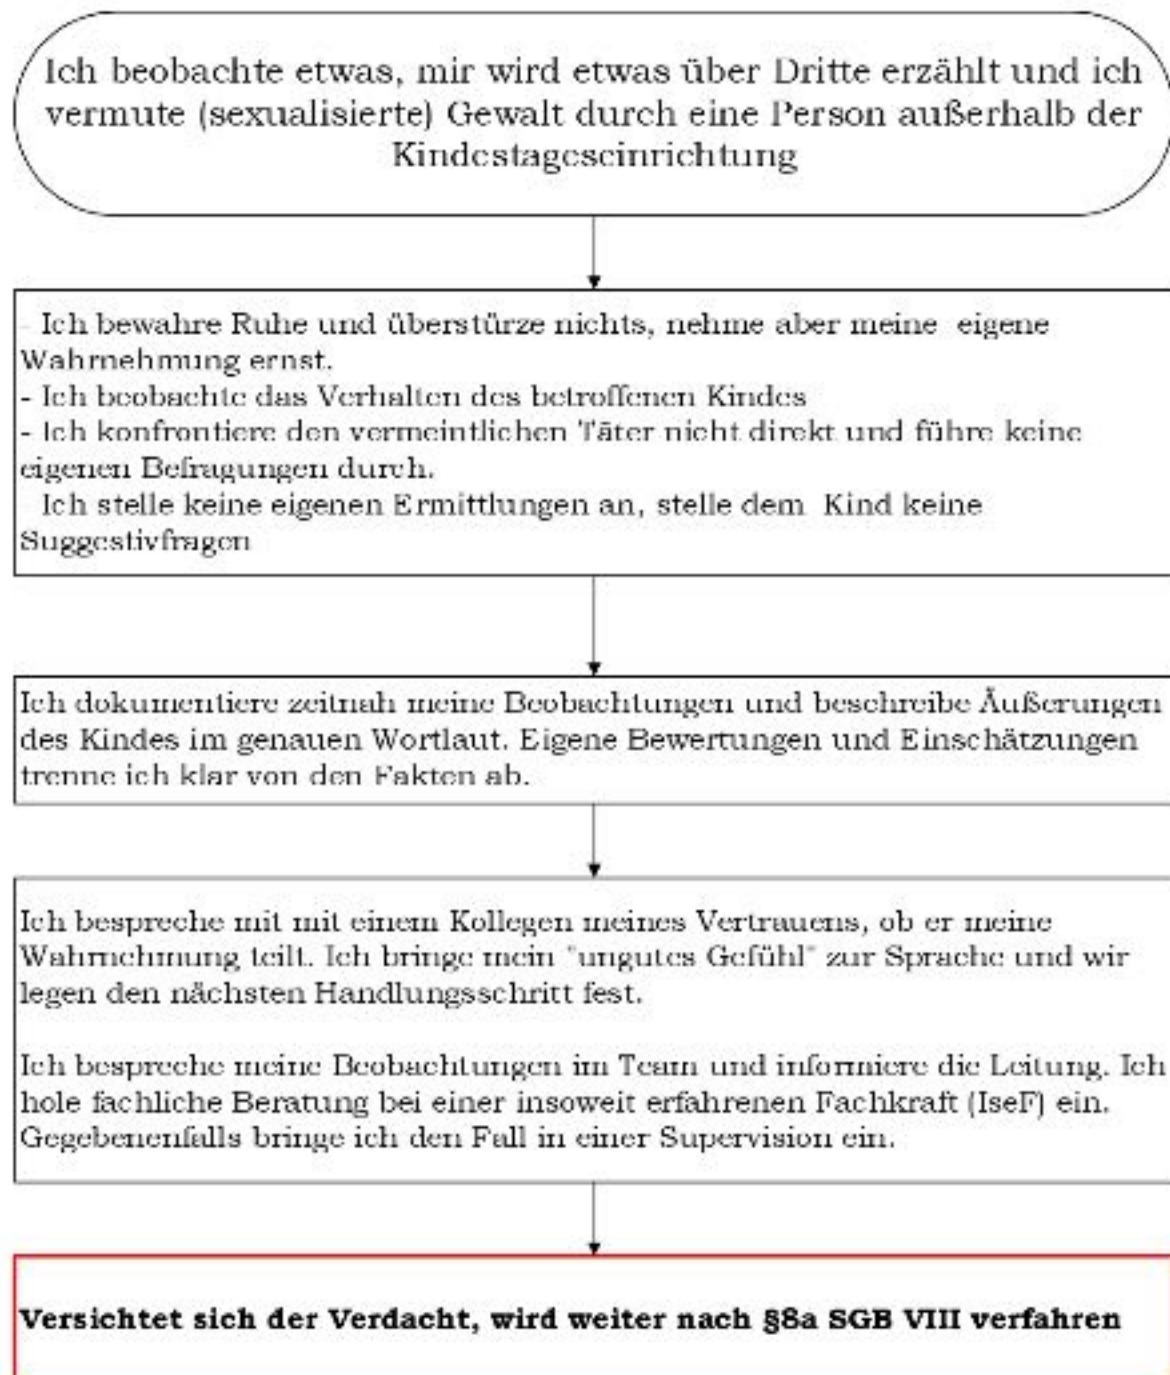 Ich beobachte etwas, mir wird etwas über Dritte erzählt und ich
vermute (sexualisierte) Gewalt durch eine Person außerhalb der
Kindestageseinrichtung
- Ich bewahre Ruhe und überstürze nichts, nehme aber meine eigene
Wahrnehmung ernst.
- Ich beobachte das Verhalten des betroffenen Kindes
- Ich konfrontiere den vermeintlichen Täter nicht direkt und führe keine
eigenen Befragungen durch.
Ich stelle keine eigenen Ermittlungen an, stelle dem Kind keine
Suggestivfragen
Ich dokumentiere zeitnah meine Beobachtungen und beschreibe Äußerungen
des Kindes im genauen Wortlaut. Eigene Bewertungen und Einschätzungen
trenne ich klar von den Fakten ab.
Ich bespreche mit mit einem Kollegen meines Vertrauens, ob er meine
Wahrnehmung teilt. Ich bringe mein "ungutes Gefühl" zur Sprache und wir
legen den nächsten Handlungsschritt fest.
Ich bespreche meine Beobachtungen im Team und informiere die Leitung. Ich
hole fachliche Beratung bei einer insoweit erfahrenen Fachkraft (IseF) ein.
Gegebenenfalls bringe ich den Fall in einer Supervision ein.
Versichtet sich der Verdacht, wird weiter nach §8a SGB VIII verfahren